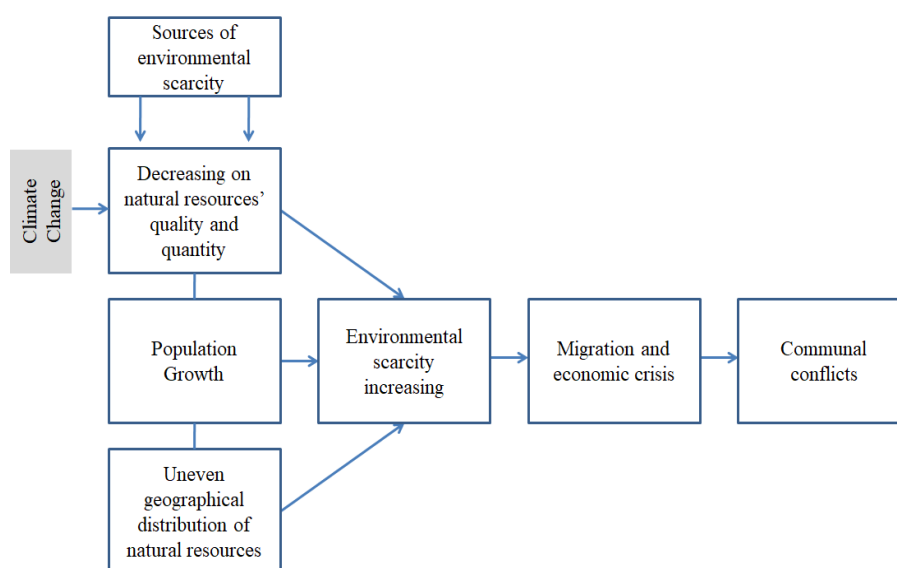 Sources of
environmental
scarcity
Climate
Change
Decreasing on
natural resources’
quality and
quantity
Population
Growth
Environmental
scarcity
increasing
Migration and
economic crisis
Communal
conflicts
Uneven
geographical
distribution of
natural resources